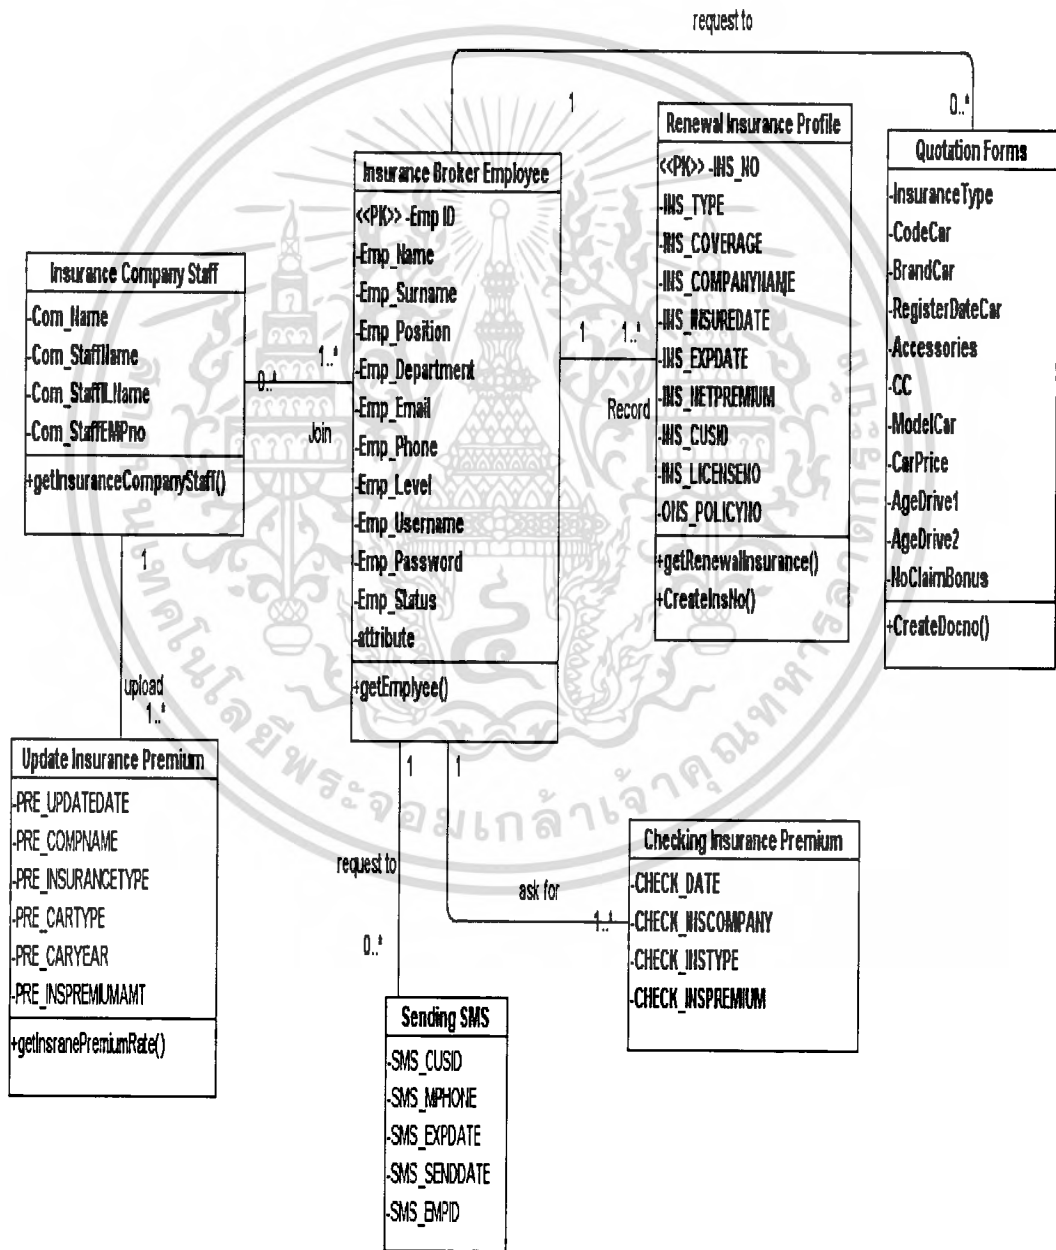 request to
1
0..*
Insurance Company Staff
-Com_Name
-Com_StaffName
-Com_StaffLName
-Com_StaffEMPno
+getInsuranceCompanyStaff()
0..*
1..*
Join
Insurance Broker Employee
<<PK>> -Emp ID
-Emp_Name
-Emp_Surname
-Emp_Position
-Emp_Department
-Emp_Email
-Emp_Phone
-Emp_Level
-Emp_Username
-Emp_Password
-Emp_Status
-attribute
+getEmplyee()
1
1..*
Record
Renewal Insurance Profile
<<PK>> -INS_NO
-INS_TYPE
-INS_COVERAGE
-INS_COMPANYNAME
-INS_INSUREDATE
-INS_EXPDATE
-INS_NETPREMIUM
-INS_CUSID
-INS_LICENSENO
-ONS_POLICYNO
+getRenewalInsurance()
+CreateInsNo()
Quotation Forms
-InsuranceType
-CodeCar
-BrandCar
-RegisterDateCar
-Accessories
-CC
-ModelCar
-CarPrice
-AgeDrive1
-AgeDrive2
-NoClaimBonus
+CreateDocno()
1
upload
1..*
Update Insurance Premium
-PRE_UPDATEDATE
-PRE_COMPNAME
-PRE_INSURANCETYPE
-PRE_CARTYPE
-PRE_CARYEAR
-PRE_INSPREMIUMAMT
+getInsranePremiumRate()
1
request to
0..*
Sending SMS
-SMS_CUSID
-SMS_MPHONE
-SMS_EXPDATE
-SMS_SENDDATE
-SMS_EMPID
1
ask for
1..*
Checking Insurance Premium
-CHECK_DATE
-CHECK_INSCOMPANY
-CHECK_INSTYPE
-CHECK_INSPREMIUM